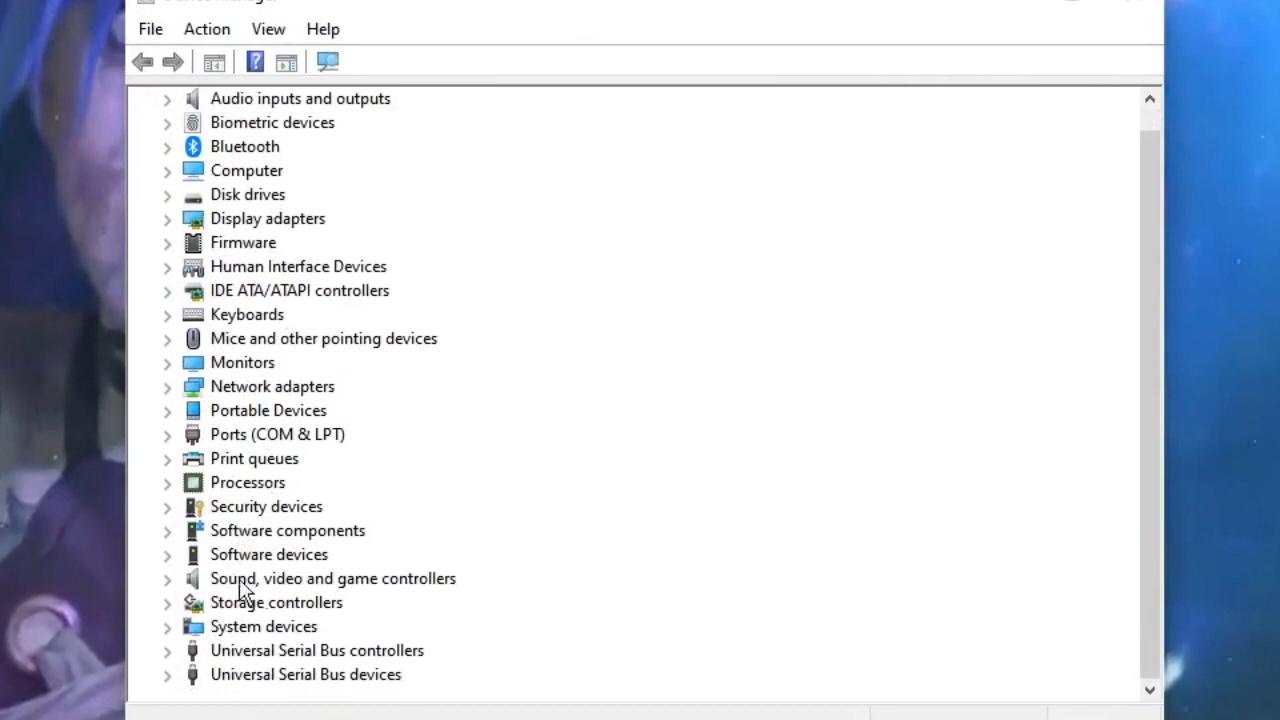 File Action View Help
Audio inputs and outputs
Biometric devices
Bluetooth
Computer
Disk drives
Display adapters
Firmware
Human Interface Devices
IDE ATA/ATAPI controllers
Keyboards
Mice and other pointing devices
Monitors
Network adapters
Portable Devices
Ports (COM & LPT)
Print queues
Processors
Security devices
Software components
Software devices
Sound, video and game controllers
Storage controllers
System devices
Universal Serial Bus controllers
Universal Serial Bus devices